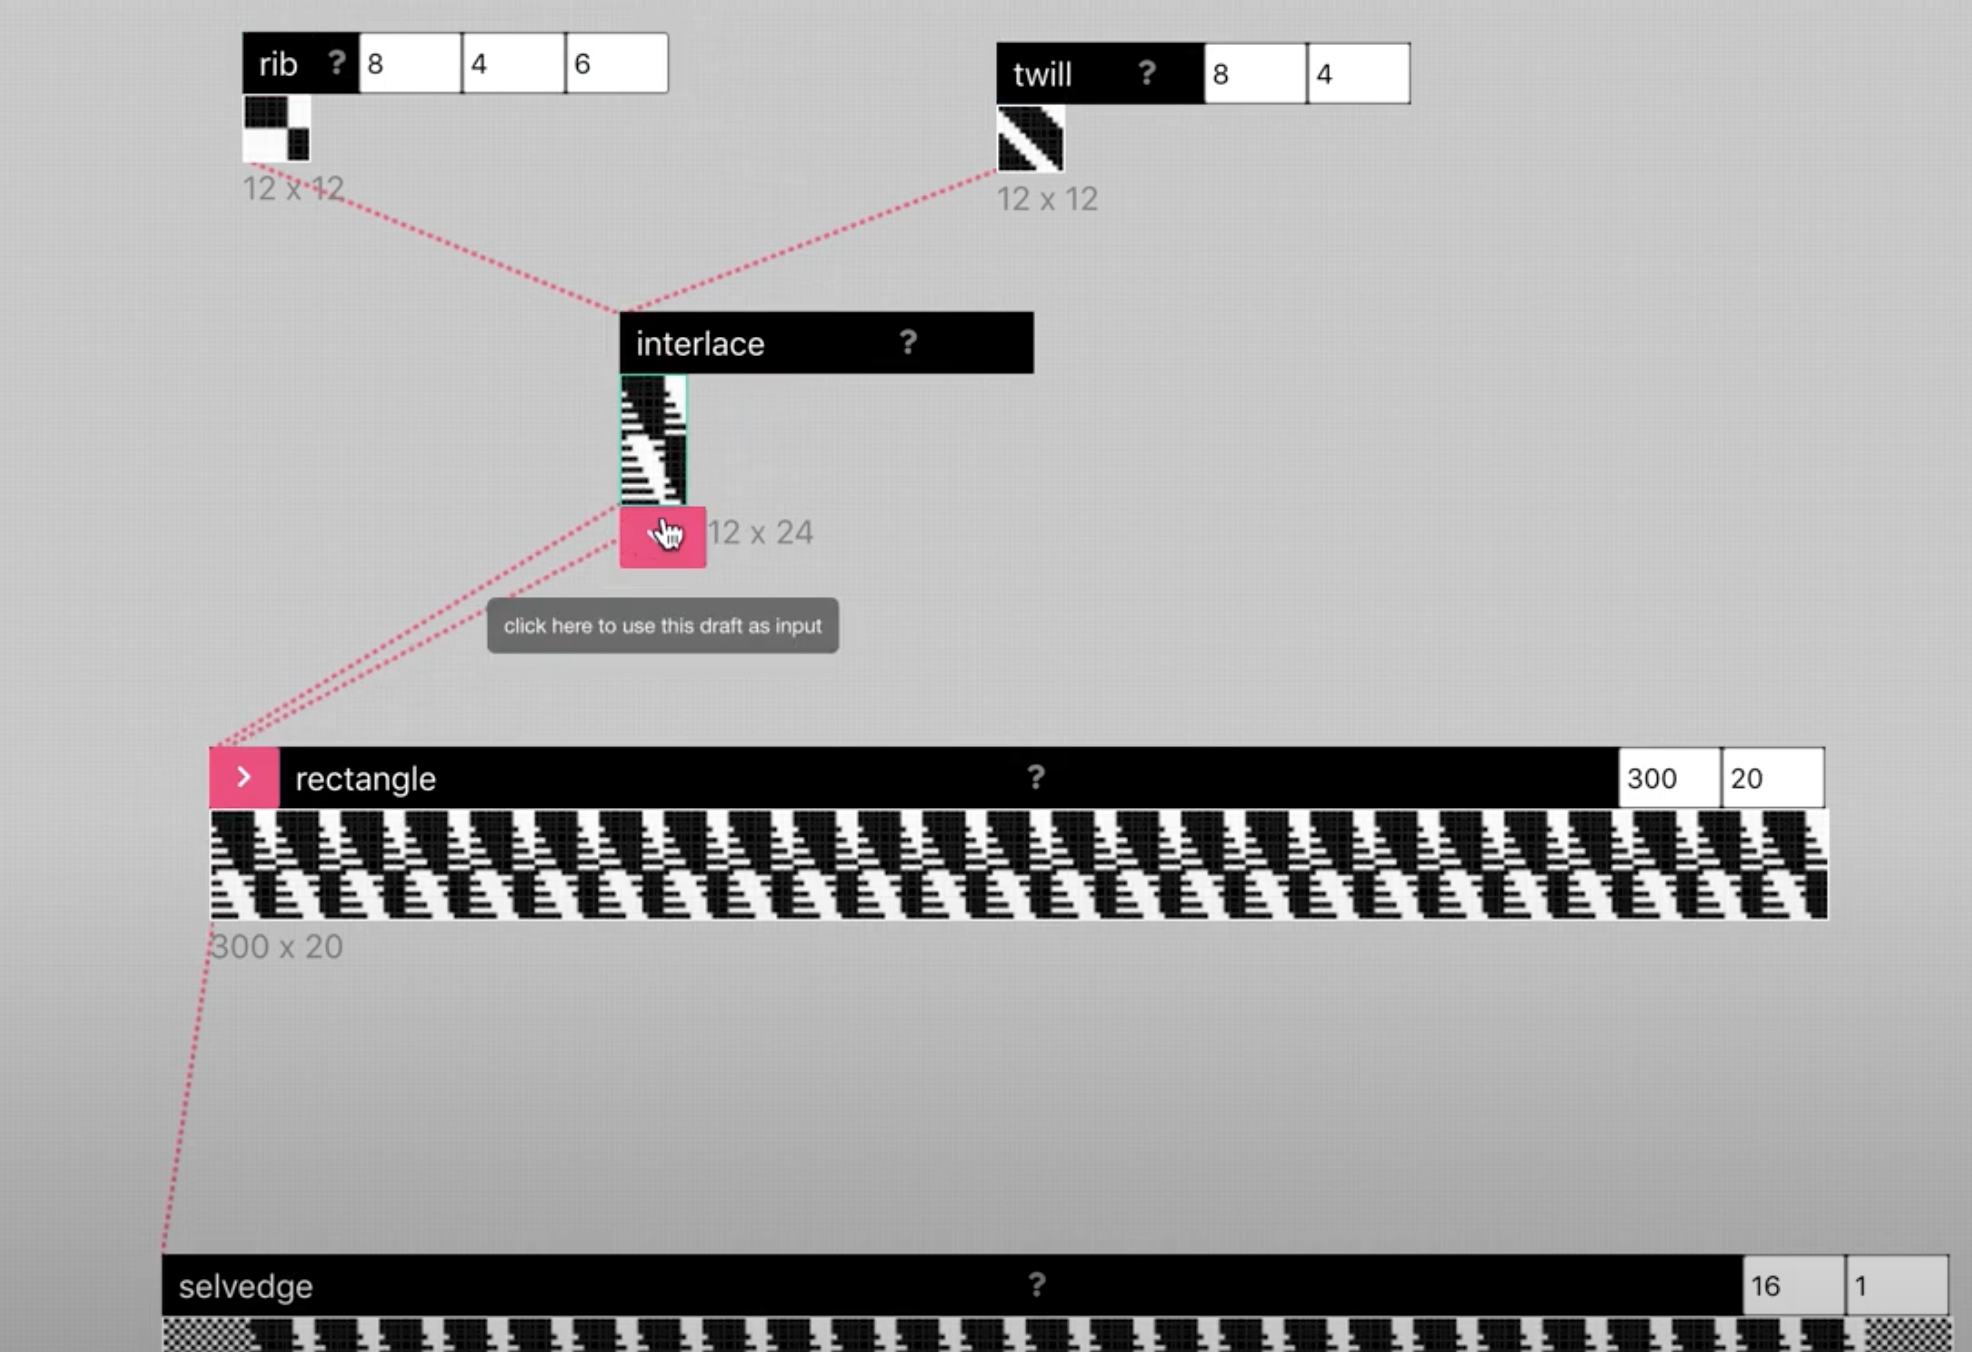 rib ? 8 4 6
twill ? 8 4
12 x 12
12 x 12
interlace ?
12 x 24
click here to use this draft as input
> rectangle ? 300 20
300 x 20
selvedge ? 16 1